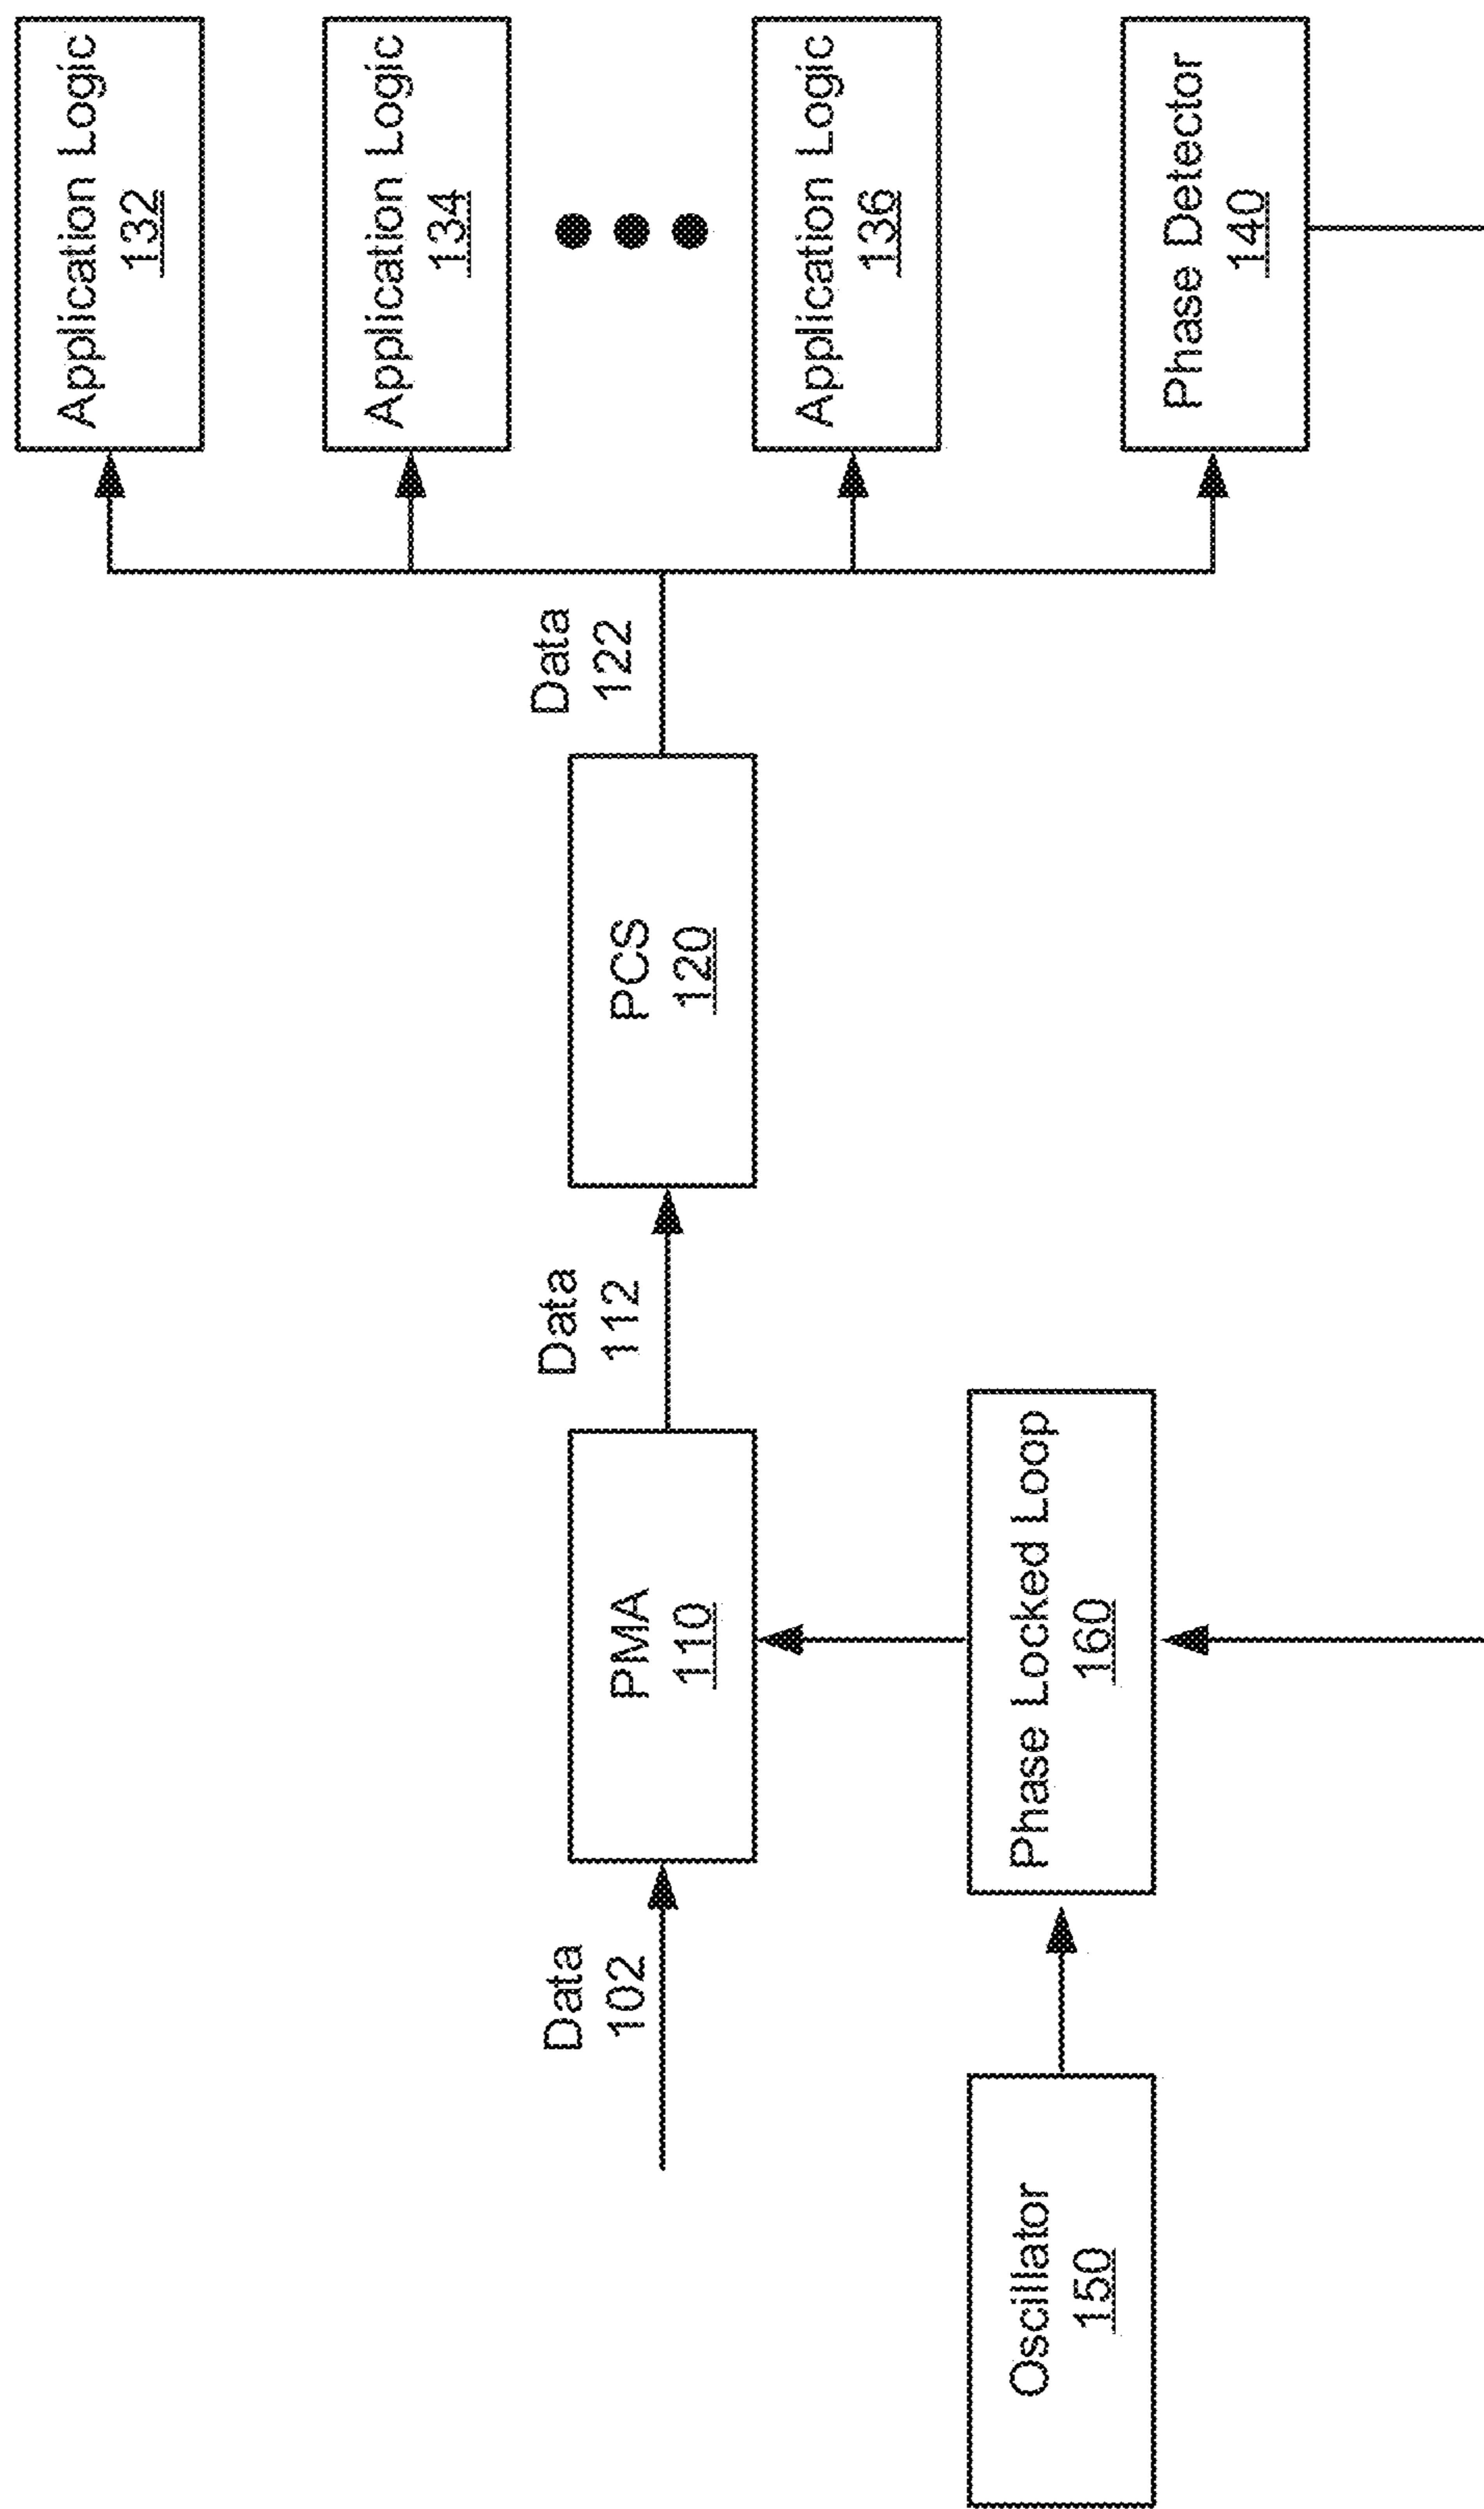 Application Logic
132
Application Logic
134
Data
102
PMA
110
Data
112
PCS
120
Data
122
Application Logic
136
Oscillator
150
Phase Locked Loop
160
Phase Detector
140